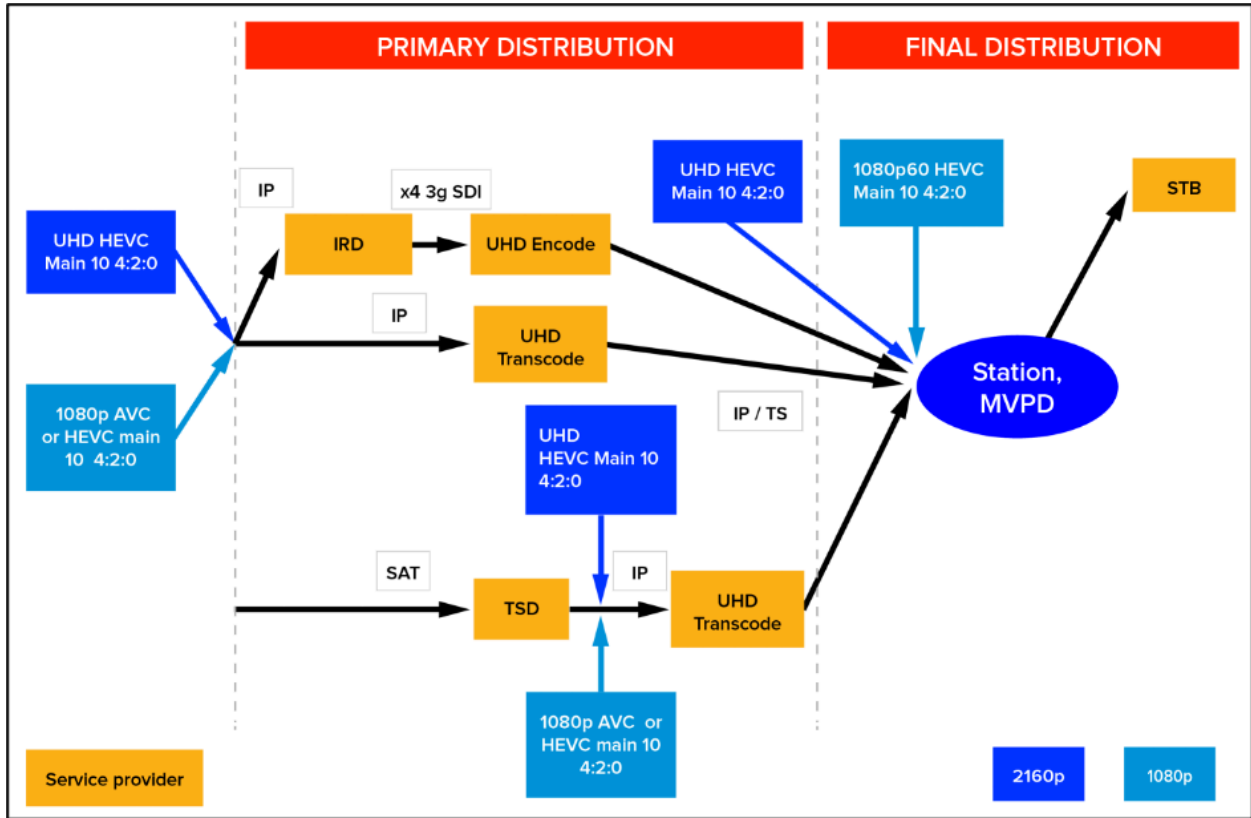 PRIMARY DISTRIBUTION
FINAL DISTRIBUTION
UHD HEVC
Main 10 4:2:0
1080p60 HEVC
Main 10 4:2:0
STB
IP
x4 3g SDI
UHD HEVC
Main 10 4:2:0
IRD
UHD Encode
IP
UHD
Transcode
1080p AVC
or HEVC main
10 4:2:0
Station,
MVPD
IP / TS
UHD
HEVC Main 10
4:2:0
SAT
IP
TSD
UHD
Transcode
1080p AVC or
HEVC main 10
4:2:0
Service provider
2160p
1080p